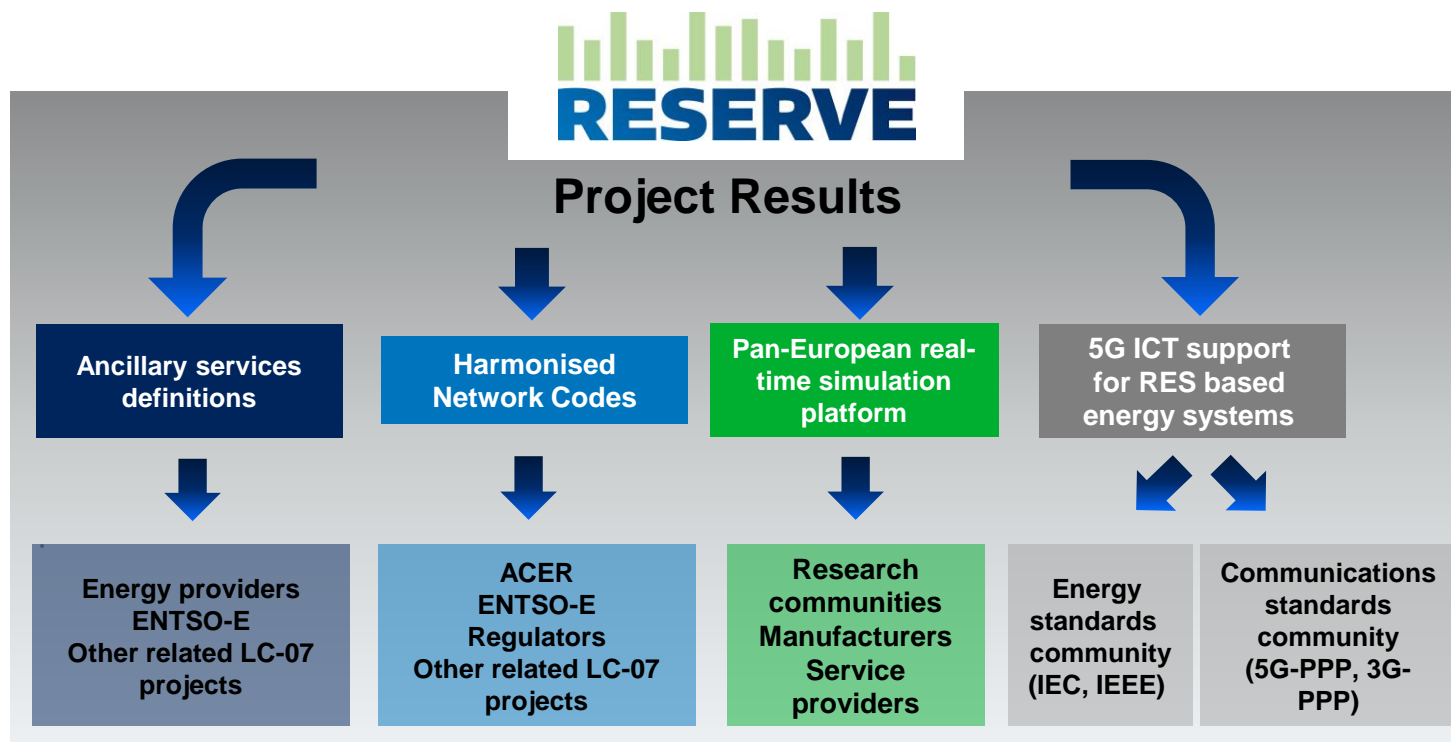 RESERVE
Project Results
Ancillary services
definitions
Harmonised
Network Codes
Pan-European real-
time simulation
platform
5G ICT support
for RES based
energy systems
Energy providers
ENTSO-E
Other related LC-07
projects
ACER
ENTSO-E
Regulators
Other related LC-07
projects
Research
communities
Manufacturers
Service
providers
Energy
standards
community
(IEC, IEEE)
Communications
standards
community
(5G-PPP, 3G-
PPP)